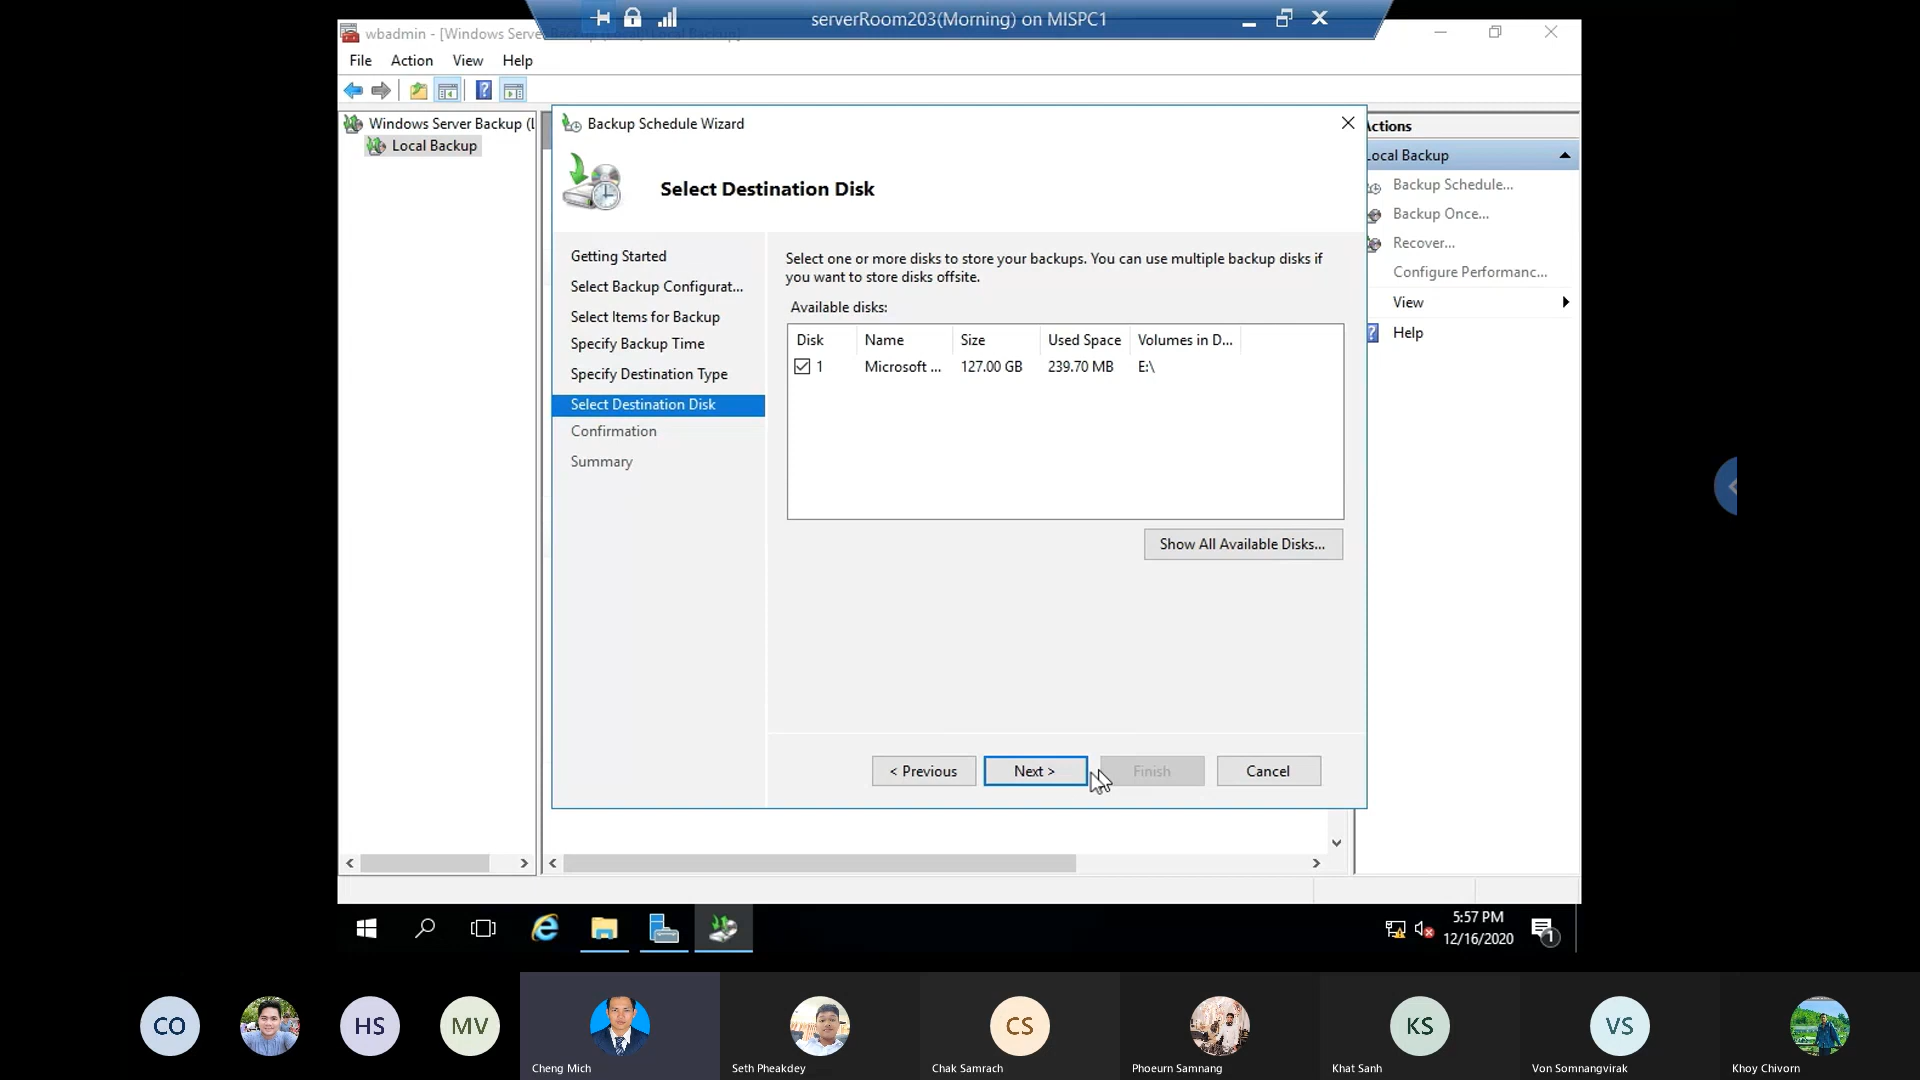 serverRoom203(Morning) on MISPC1
wbadmin - [Windows Serve
File Action View Help
Windows Server Backup (L
Local Backup
Backup Schedule Wizard
Select Destination Disk
Getting Started
Select Backup Configurat...
Select Items for Backup
Specify Backup Time
Specify Destination Type
Select Destination Disk
Confirmation
Summary
Select one or more disks to store your backups. You can use multiple backup disks if
you want to store disks offsite.
Available disks:
Disk Name Size Used Space Volumes in D...
1 Microsoft ... 127.00 GB 239.70 MB E:\
Show All Available Disks...
< Previous Next > Finish Cancel
Actions
Local Backup
Backup Schedule...
Backup Once...
Recover...
Configure Performanc...
View
Help
5:57 PM
12/16/2020
1
CO HS MV CS KS VS
Cheng Mich Seth Pheakdey Chak Samrach Phoeurn Samnang Khat Sanh Von Somnangvirak Khoy Chivorn